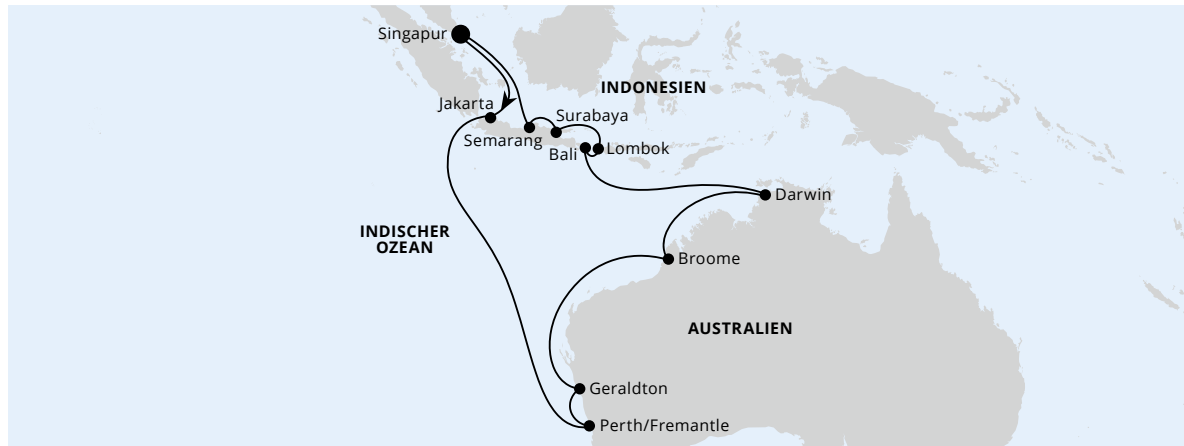 Singapur
INDONESIEN
Jakarta
Surabaya
Semarang
Bali
Lombok
Darwin
INDISCHER
OZEAN
Broome
AUSTRALIEN
Geraldton
Perth/Fremantle